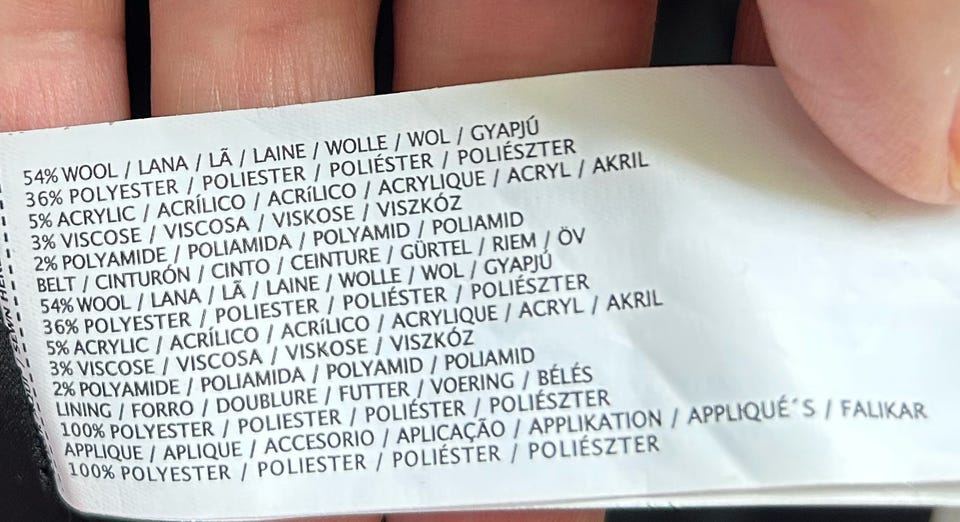 54% WOOL / LANA / LÃ / LAINE / WOLLE / WOL / GYAPJÚ
36% POLYESTER / POLIESTER / POLIÉSTER / POLIÉSZTER
5% ACRYLIC / ACRÍLICO / ACRÍLICO / ACRYLIQUE / ACRYL / AKRIL
3% VISCOSE / VISCOSA / VISKOSE / VISZKÓZ
2% POLYAMIDE / POLIAMIDA / POLYAMID / POLIAMID
BELT / CINTURÓN / CINTO / CEINTURE / GÜRTEL / RIEM / ÖV
54% WOOL / LANA / LÃ / LAINE / WOLLE / WOL / GYAPJÚ
36% POLYESTER / POLIESTER / POLIÉSTER / POLIÉSZTER
5% ACRYLIC / ACRÍLICO / ACRÍLICO / ACRYLIQUE / ACRYL / AKRIL
3% VISCOSE / VISCOSA / VISKOSE / VISZKÓZ
2% POLYAMIDE / POLIAMIDA / POLYAMID / POLIAMID
LINING / FORRO / DOUBLURE / FUTTER / VOERING / BÉLÉS
100% POLYESTER / POLIESTER / POLIÉSTER / POLIÉSZTER
APPLIQUE / APLIQUE / ACCESORIO / APLICAÇÃO / APPLIKATION / APPLIQUÉ´S / FALIKAR
100% POLYESTER / POLIESTER / POLIÉSTER / POLIÉSZTER